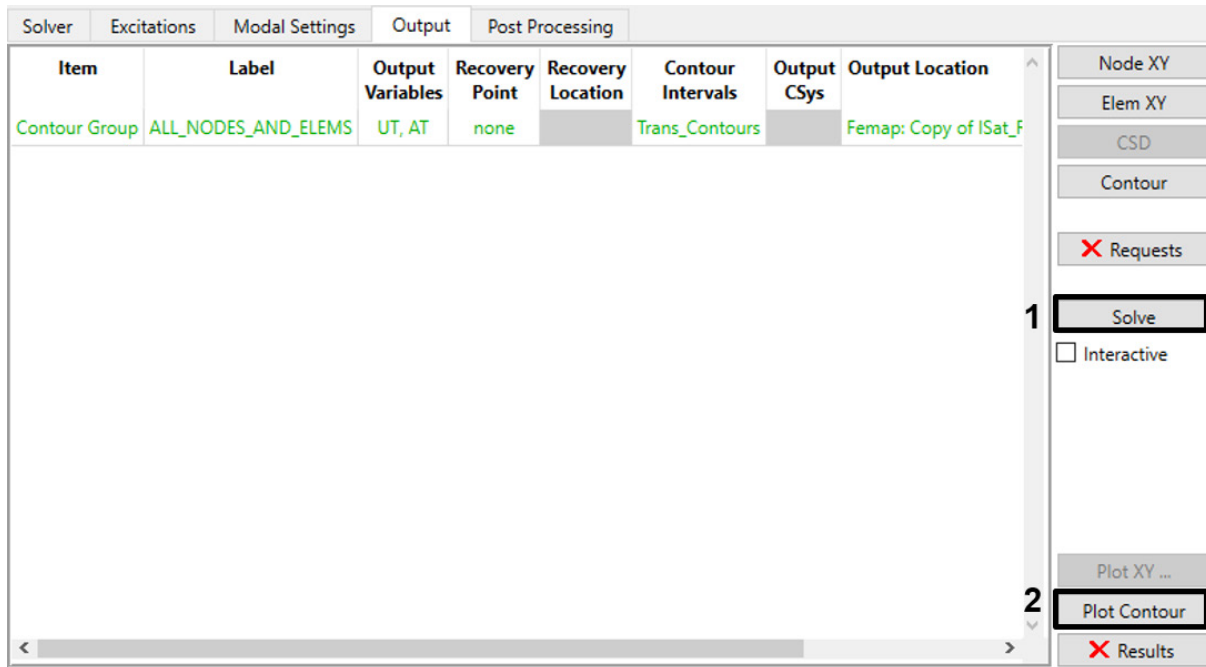 Solver Excitations Modal Settings Output Post Processing
Item Label Output Variables Recovery Point Recovery Location Contour Intervals Output CSys Output Location
Contour Group ALL_NODES_AND_ELEMS UT, AT none Trans_Contours Femap: Copy of ISat_F
Node XY
Elem XY
CSD
Contour
Requests
1 Solve
Interactive
Plot XY ...
2 Plot Contour
Results